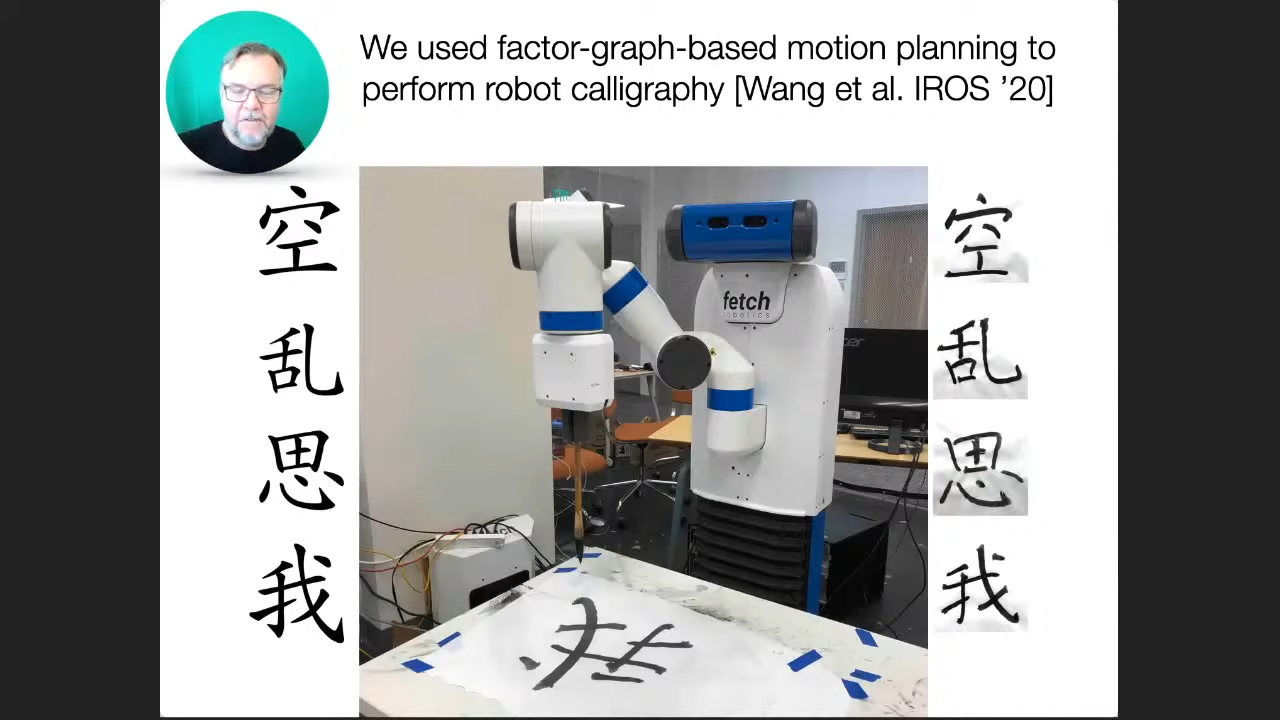 We used factor-graph-based motion planning to
perform robot calligraphy [Wang et al. IROS ’20]
空
乱
思
我
fetch
robotics
acer
空
乱
思
我